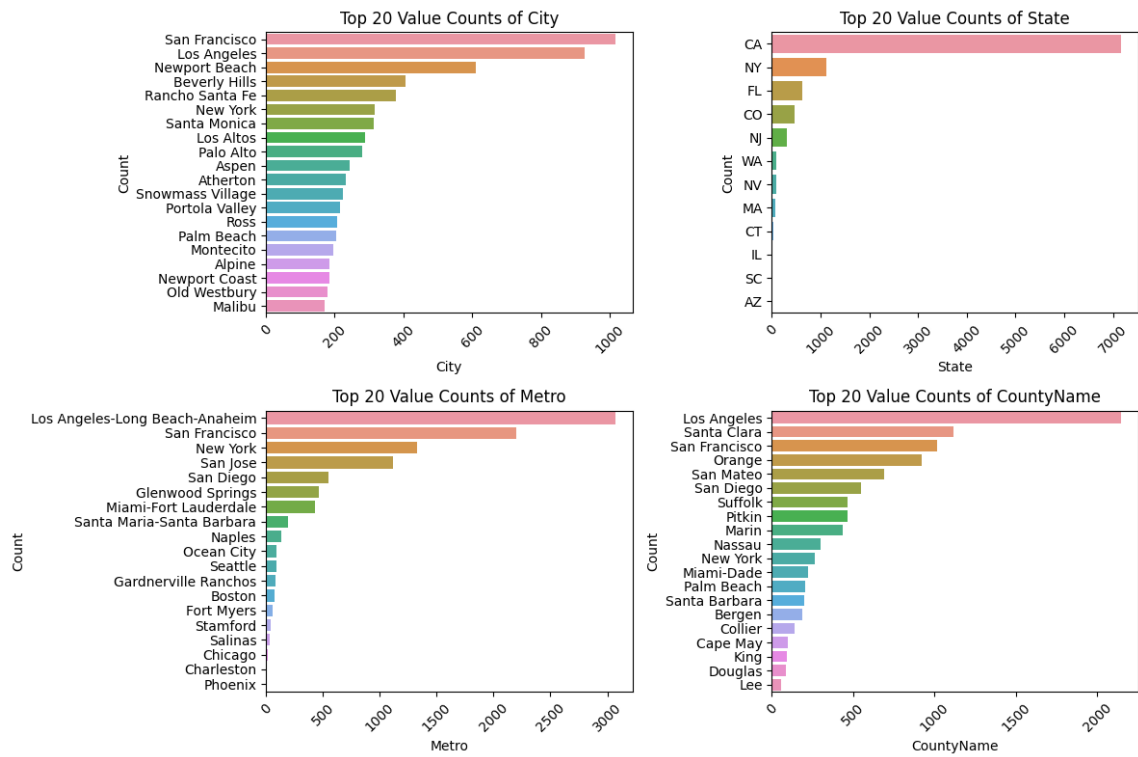 Top 20 Value Counts of City
San Francisco
Los Angeles
Newport Beach
Beverly Hills
Rancho Santa Fe
New York
Santa Monica
Los Altos
Palo Alto
Aspen
Atherton
Snowmass Village
Portola Valley
Ross
Palm Beach
Montecito
Alpine
Newport Coast
Old Westbury
Malibu
Count
0
200
400
600
800
1000
City
Top 20 Value Counts of State
CA
NY
FL
CO
NJ
WA
NV
MA
CT
IL
SC
AZ
Count
0
1000
2000
3000
4000
5000
6000
7000
State
Top 20 Value Counts of Metro
Los Angeles-Long Beach-Anaheim
San Francisco
New York
San Jose
San Diego
Glenwood Springs
Miami-Fort Lauderdale
Santa Maria-Santa Barbara
Naples
Ocean City
Seattle
Gardnerville Ranchos
Boston
Fort Myers
Stamford
Salinas
Chicago
Charleston
Phoenix
Count
0
500
1000
1500
2000
2500
3000
Metro
Top 20 Value Counts of CountyName
Los Angeles
Santa Clara
San Francisco
Orange
San Mateo
San Diego
Suffolk
Pitkin
Marin
Nassau
New York
Miami-Dade
Palm Beach
Santa Barbara
Bergen
Collier
Cape May
King
Douglas
Lee
Count
0
500
1000
1500
2000
CountyName